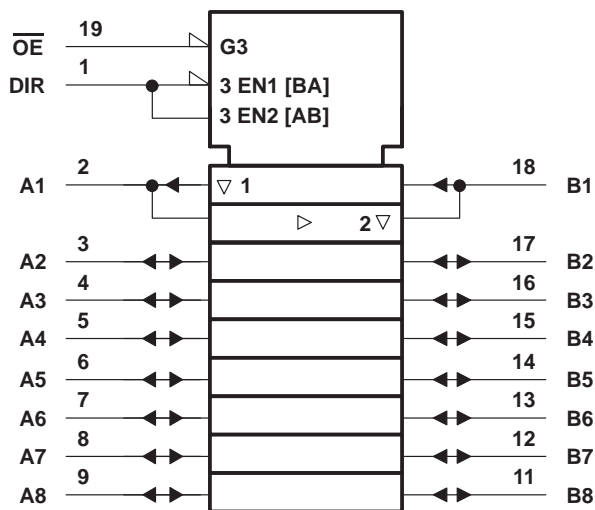 19
OE
G3
1
DIR
3 EN1 [BA]
3 EN2 [AB]
2
18
A1
▽ 1
B1
▷ 2 ▽
3
17
A2
B2
4
16
A3
B3
5
15
A4
B4
6
14
A5
B5
7
13
A6
B6
8
12
A7
B7
9
11
A8
B8